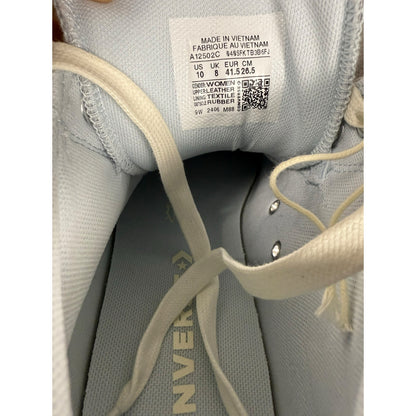 MADE IN VIETNAM
FABRIQUE AU VIETNAM
A12502C
US UK EUR CM
10 8 41.5 26.5
GENDER WOMEN
UPPER LEATHER
LINING TEXTILE
OUTSOLE RUBBER
SW 2406 M88
NVERS